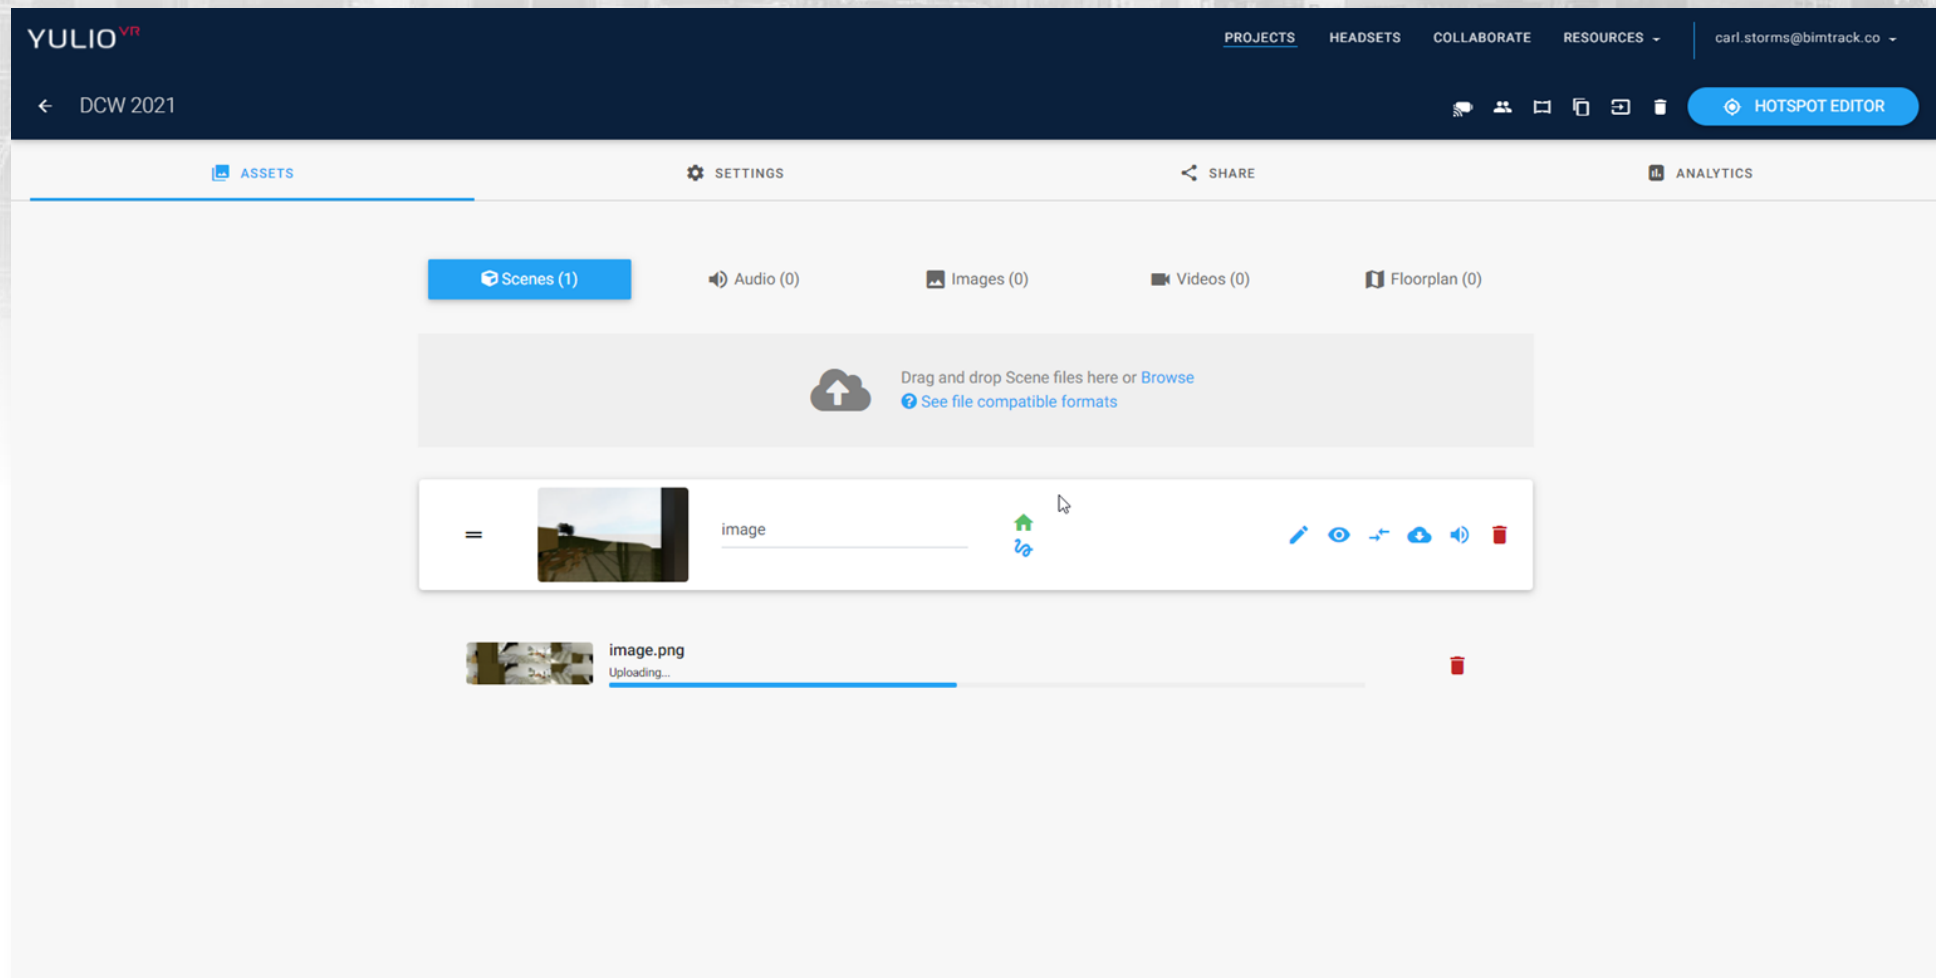 YULIO VR
PROJECTS HEADSETS COLLABORATE RESOURCES carl.storms@bimtrack.co
DCW 2021
HOTSPOT EDITOR
ASSETS SETTINGS SHARE ANALYTICS
Scenes (1) Audio (0) Images (0) Videos (0) Floorplan (0)
Drag and drop Scene files here or Browse
See file compatible formats
image
image.png
Uploading...